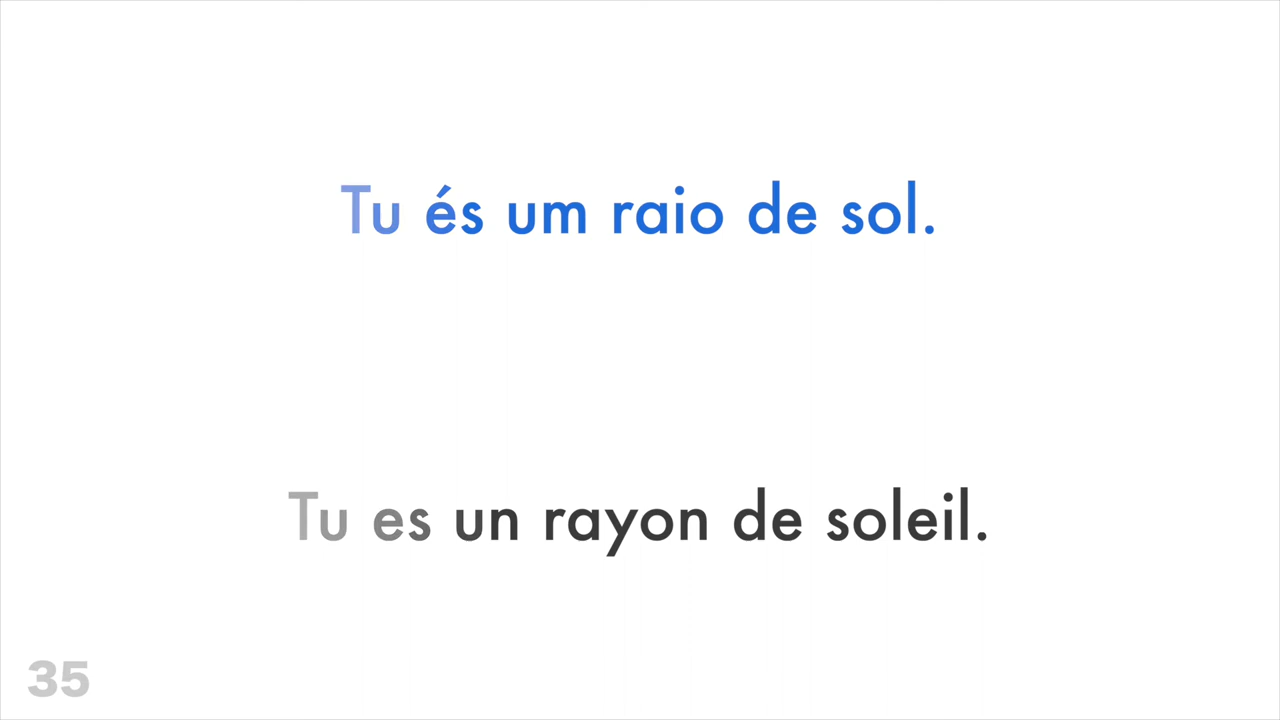 Tu és um raio de sol.
Tu es un rayon de soleil.
35